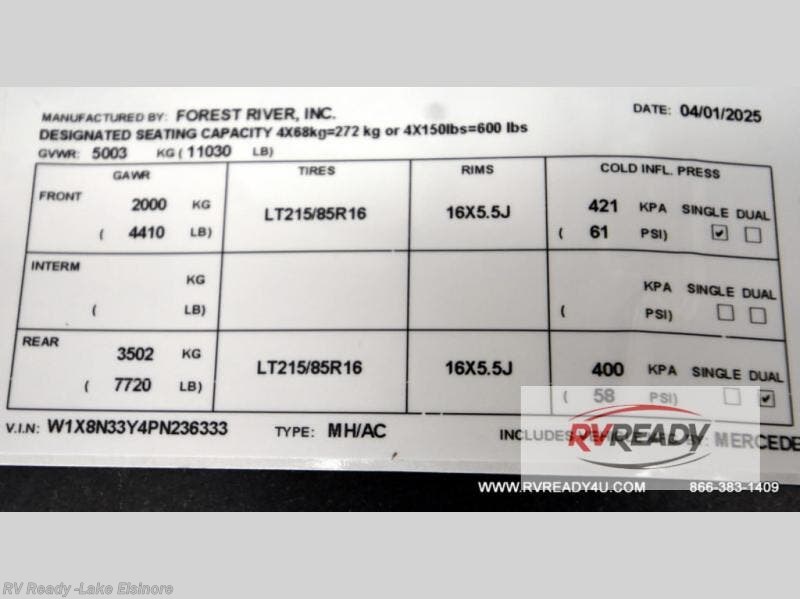 MANUFACTURED BY: FOREST RIVER, INC. DATE: 04/01/2025
DESIGNATED SEATING CAPACITY 4X68kg=272 kg or 4X150lbs=600 lbs
GVWR: 5003 KG ( 11030 LB)
GAWR TIRES RIMS COLD INFL. PRESS
FRONT 2000 KG LT215/85R16 16X5.5J 421 KPA SINGLE DUAL
( 4410 LB) ( 61 PSI)
INTERM KG KPA SINGLE DUAL
( LB) ( PSI)
REAR 3502 KG LT215/85R16 16X5.5J 400 KPA SINGLE DUAL
( 7720 LB) ( 58 PSI)
V.I.N: W1X8N33Y4PN236333 TYPE: MH/AC INCLUDES BY: MERCEDE
RVREADY
WWW.RVREADY4U.COM 866-383-1409
RV Ready -Lake Elsinore